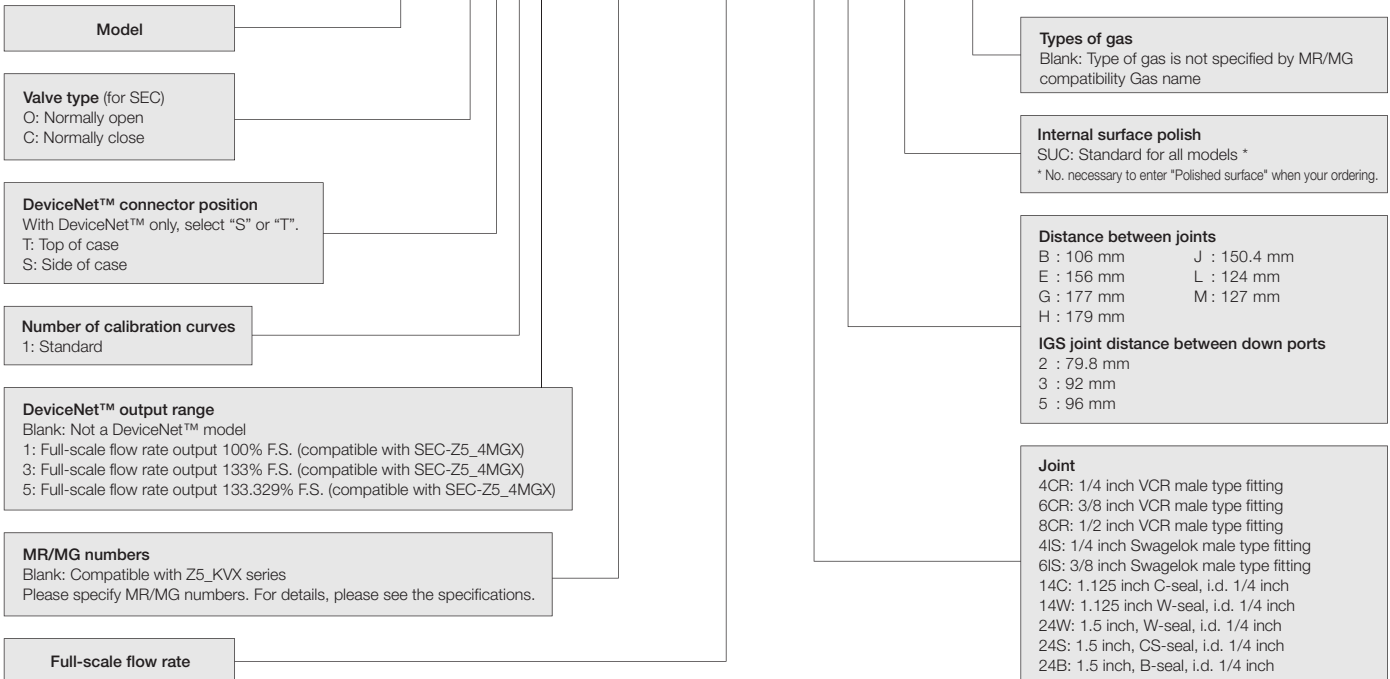 Model
Valve type (for SEC)
O: Normally open
C: Normally close
DeviceNet™ connector position
With DeviceNet™ only, select “S” or “T”.
T: Top of case
S: Side of case
Number of calibration curves
1: Standard
DeviceNet™ output range
Blank: Not a DeviceNet™ model
1: Full-scale flow rate output 100% F.S. (compatible with SEC-Z5_4MGX)
3: Full-scale flow rate output 133% F.S. (compatible with SEC-Z5_4MGX)
5: Full-scale flow rate output 133.329% F.S. (compatible with SEC-Z5_4MGX)
MR/MG numbers
Blank: Compatible with Z5_KVX series
Please specify MR/MG numbers. For details, please see the specifications.
Full-scale flow rate
Types of gas
Blank: Type of gas is not specified by MR/MG
compatibility Gas name
Internal surface polish
SUC: Standard for all models *
* No. necessary to enter "Polished surface" when your ordering.
Distance between joints
B : 106 mm J : 150.4 mm
E : 156 mm L : 124 mm
G : 177 mm M : 127 mm
H : 179 mm
IGS joint distance between down ports
2 : 79.8 mm
3 : 92 mm
5 : 96 mm
Joint
4CR: 1/4 inch VCR male type fitting
6CR: 3/8 inch VCR male type fitting
8CR: 1/2 inch VCR male type fitting
4IS: 1/4 inch Swagelok male type fitting
6IS: 3/8 inch Swagelok male type fitting
14C: 1.125 inch C-seal, i.d. 1/4 inch
14W: 1.125 inch W-seal, i.d. 1/4 inch
24W: 1.5 inch, W-seal, i.d. 1/4 inch
24S: 1.5 inch, CS-seal, i.d. 1/4 inch
24B: 1.5 inch, B-seal, i.d. 1/4 inch